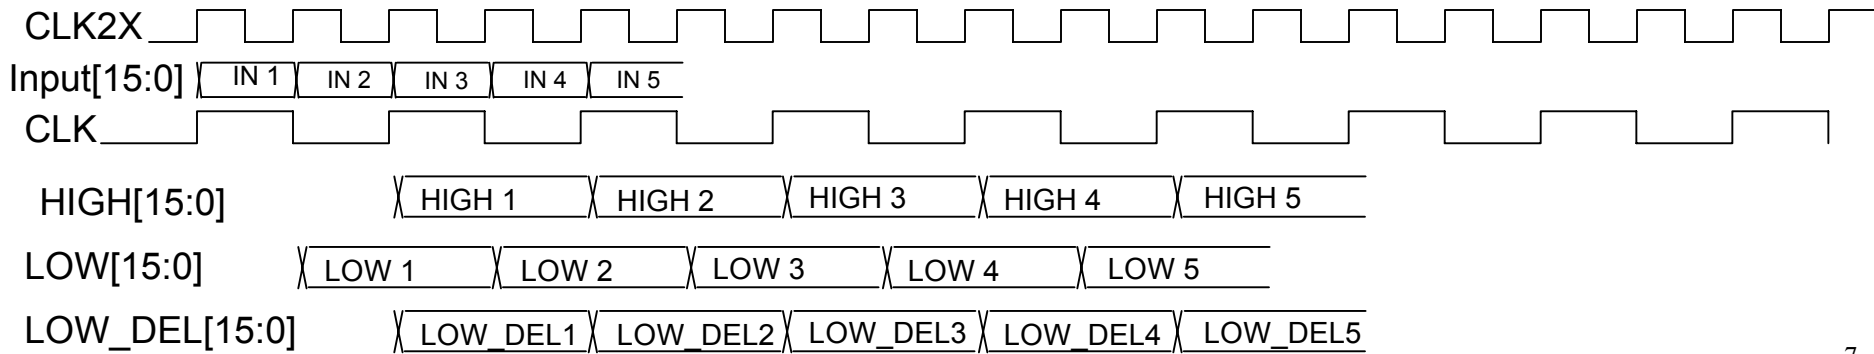 CLK2X
Input[15:0] IN 1 IN 2 IN 3 IN 4 IN 5
CLK
HIGH[15:0] HIGH 1 HIGH 2 HIGH 3 HIGH 4 HIGH 5
LOW[15:0] LOW 1 LOW 2 LOW 3 LOW 4 LOW 5
LOW_DEL[15:0] LOW_DEL1 LOW_DEL2 LOW_DEL3 LOW_DEL4 LOW_DEL5